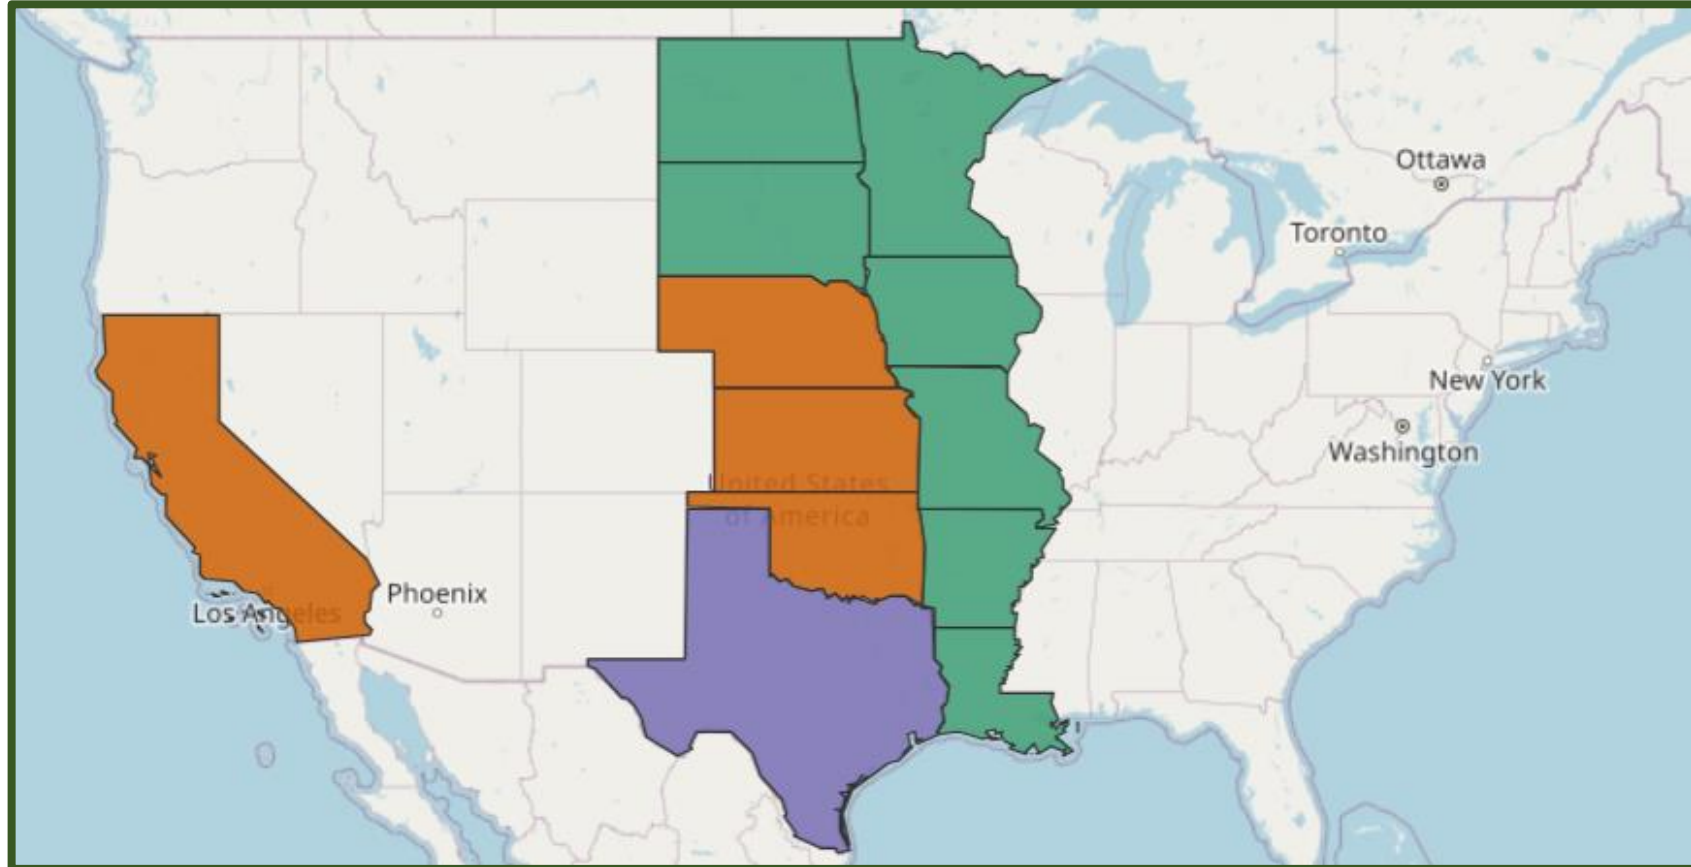 Ottawa
Toronto
New York
Washington
United States
of America
Phoenix
Los Angeles